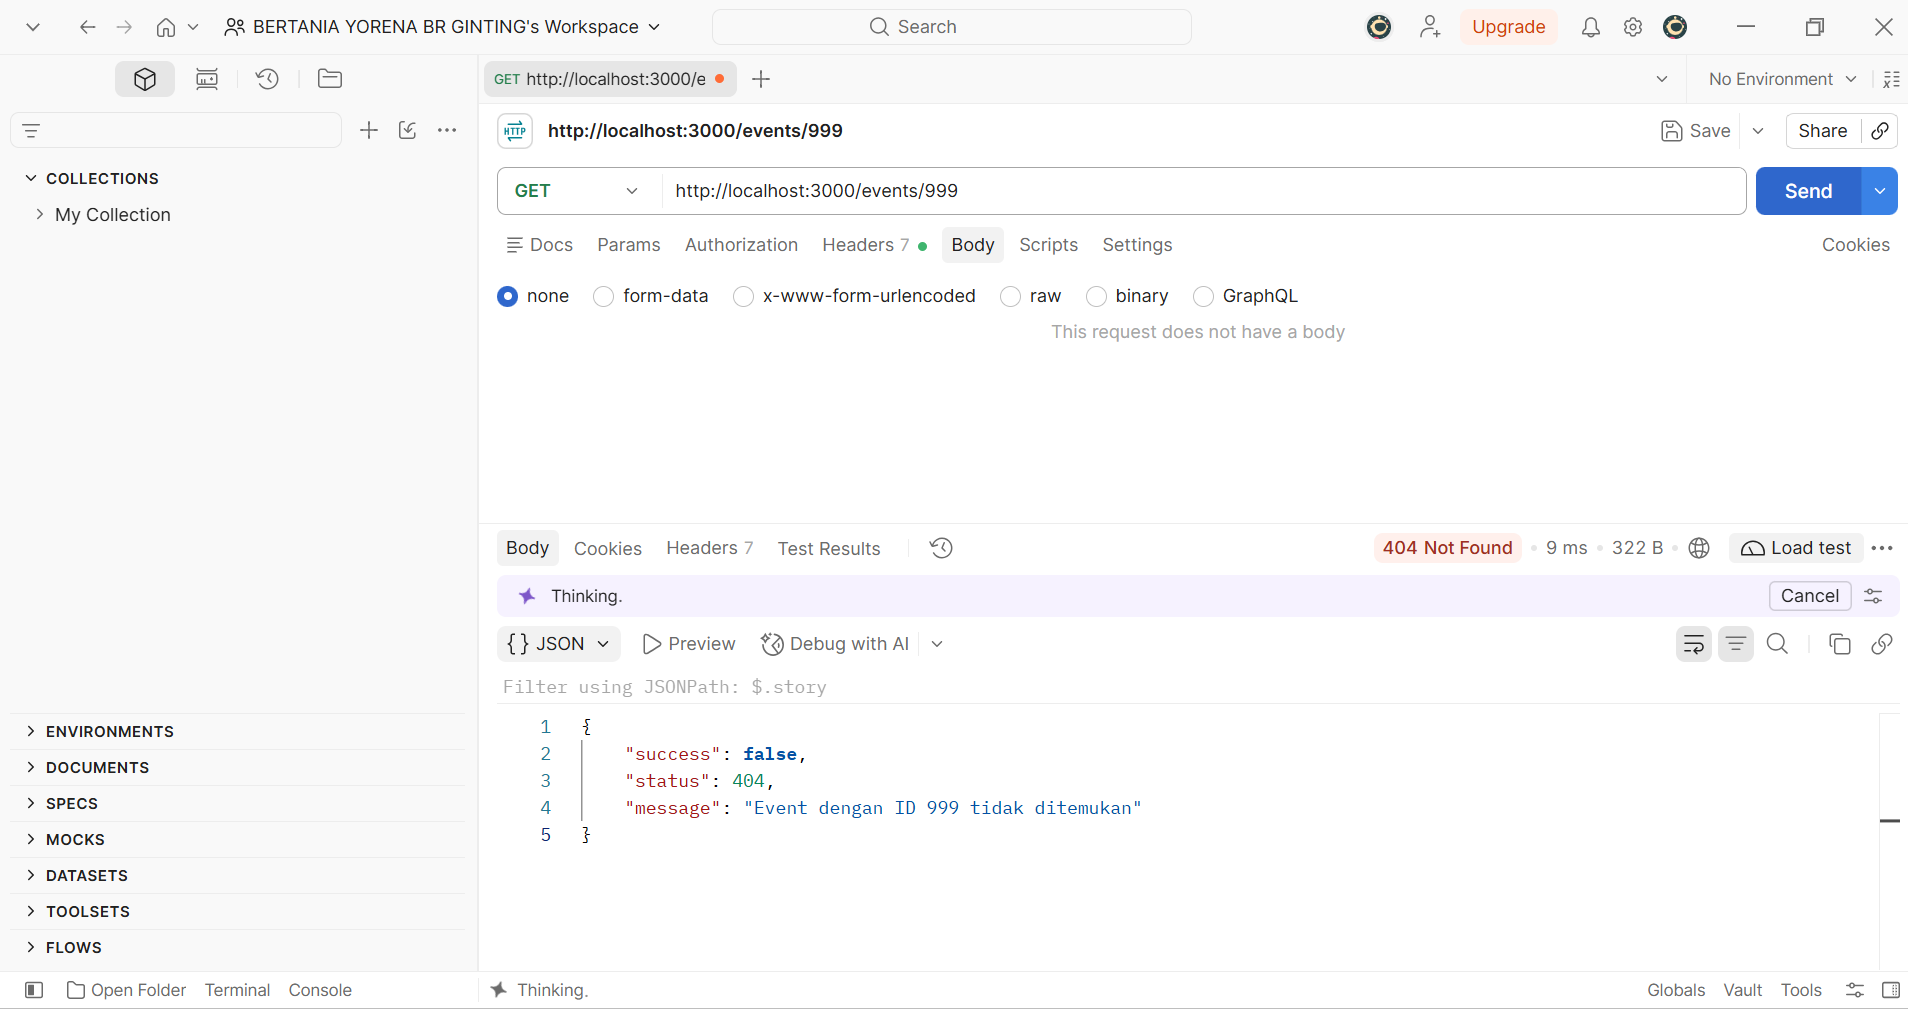 BERTANIA YORENA BR GINTING's Workspace
Search
Upgrade
GET http://localhost:3000/e
No Environment
HTTP http://localhost:3000/events/999
Save
Share
COLLECTIONS
My Collection
GET
http://localhost:3000/events/999
Send
Docs
Params
Authorization
Headers 7
Body
Scripts
Settings
Cookies
none
form-data
x-www-form-urlencoded
raw
binary
GraphQL
This request does not have a body
Body
Cookies
Headers 7
Test Results
404 Not Found
9 ms
322 B
Load test
Thinking.
Cancel
{} JSON
Preview
Debug with AI
Filter using JSONPath: $.story
1 {
2 "success": false,
3 "status": 404,
4 "message": "Event dengan ID 999 tidak ditemukan"
5 }
ENVIRONMENTS
DOCUMENTS
SPECS
MOCKS
DATASETS
TOOLSETS
FLOWS
Open Folder
Terminal
Console
Thinking.
Globals
Vault
Tools